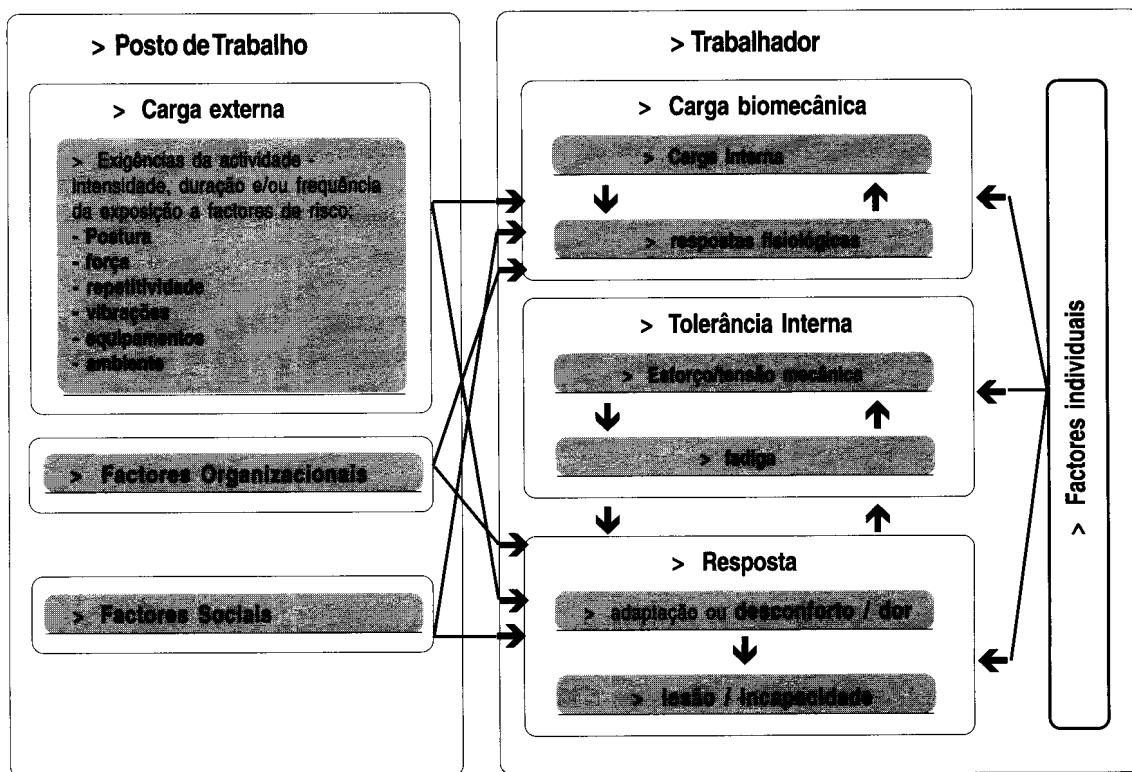 > Posto de Trabalho
> Carga externa
> Exigências da actividade -
intensidade, duração e/ou frequência
da exposição a factores de risco:
- Postura
- força
- repetitividade
- vibrações
- equipamentos
- ambiente
> Factores Organizacionais
> Factores Sociais
> Trabalhador
> Carga biomecânica
> Carga Interna
> respostas fisiológicas
> Tolerância Interna
> Esforço/tensão mecânica
> fadiga
> Resposta
> adaptação ou desconforto / dor
> lesão / incapacidade
> Factores individuais